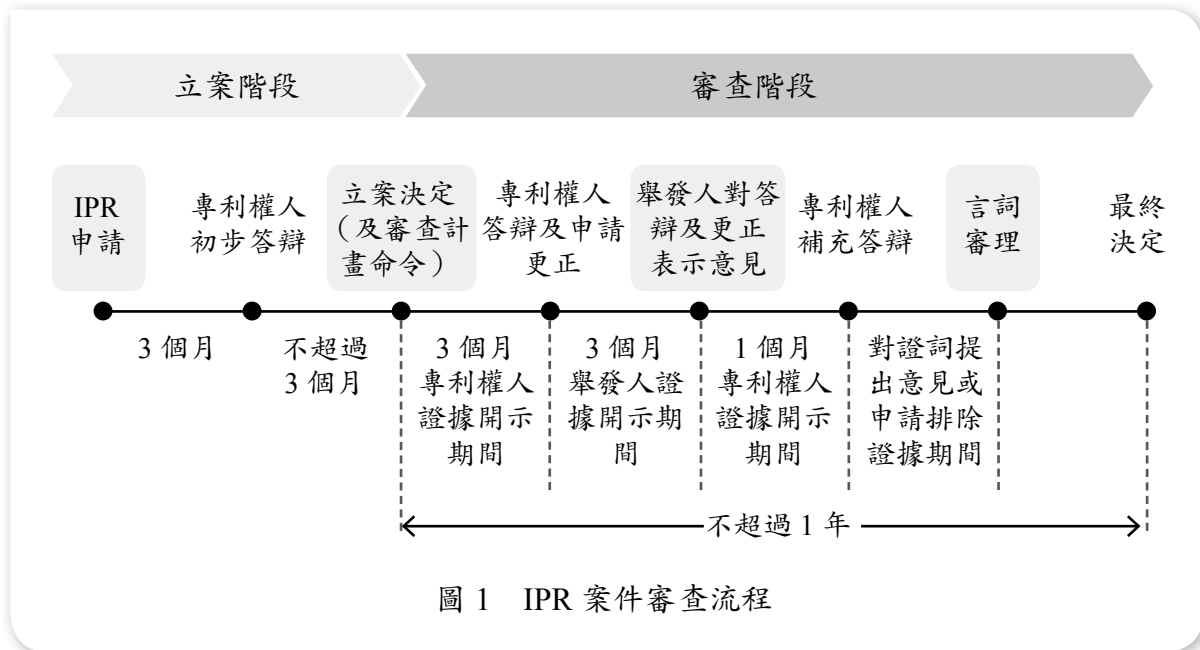 立案階段
審查階段
IPR
申請
專利權人
初步答辯
立案決定
（及審查計
畫命令）
專利權人
答辯及申請
更正
舉發人對答
辯及更正
表示意見
專利權人
補充答辯
言詞
審理
最終
決定
3 個月
不超過
3 個月
3 個月
專利權人
證據開示
期間
3 個月
舉發人證
據開示期
間
1 個月
專利權人
證據開示
期間
對證詞提
出意見或
申請排除
證據期間
不超過 1 年
圖 1　IPR 案件審查流程